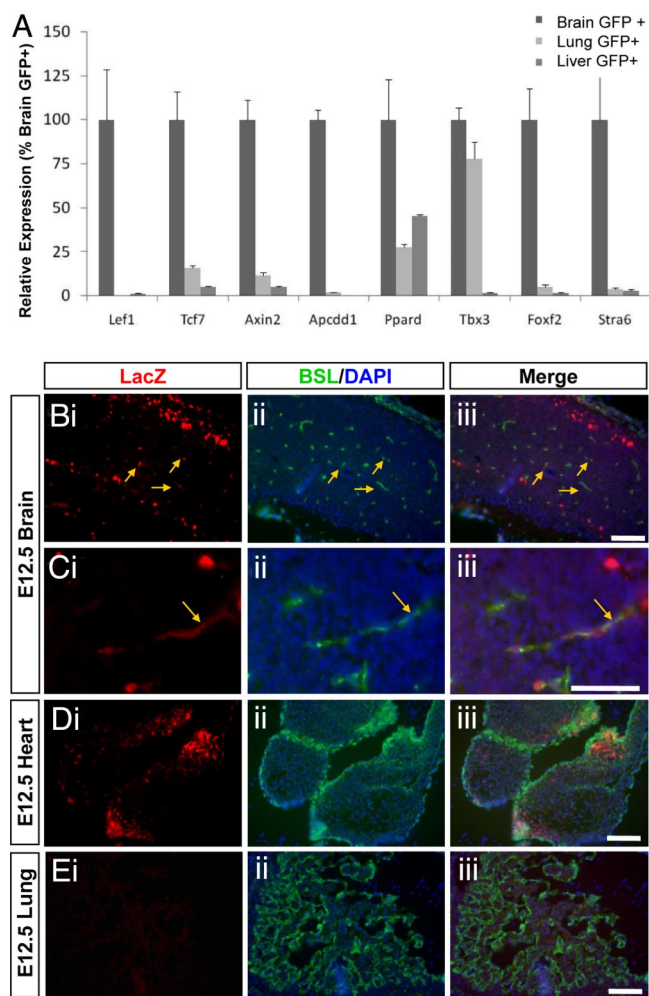 A
Brain GFP +
Lung GFP+
Liver GFP+
Relative Expression (% Brain GFP+)
150
125
100
75
50
25
0
Lef1 Tcf7 Axin2 Apcdd1 Ppard Tbx3 Foxf2 Stra6
LacZ BSL/DAPI Merge
E12.5 Brain
Bi ii iii
Ci ii iii
E12.5 Heart
Di ii iii
E12.5 Lung
Ei ii iii